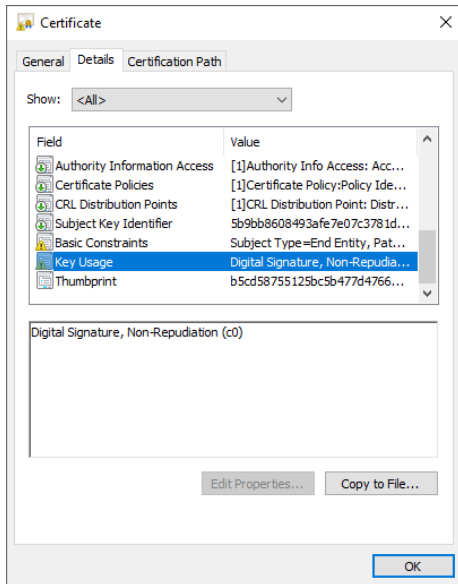 Certificate
General Details Certification Path
Show: <All>
Field Value
Authority Information Access [1]Authority Info Access: Acc...
Certificate Policies [1]Certificate Policy:Policy Ide...
CRL Distribution Points [1]CRL Distribution Point: Distr...
Subject Key Identifier 5b9bb8608493afe7e07c3781d...
Basic Constraints Subject Type=End Entity, Pat...
Key Usage Digital Signature, Non-Repudia...
Thumbprint b5cd58755125bc5b477d4766...
Digital Signature, Non-Repudiation (c0)
Edit Properties... Copy to File...
OK